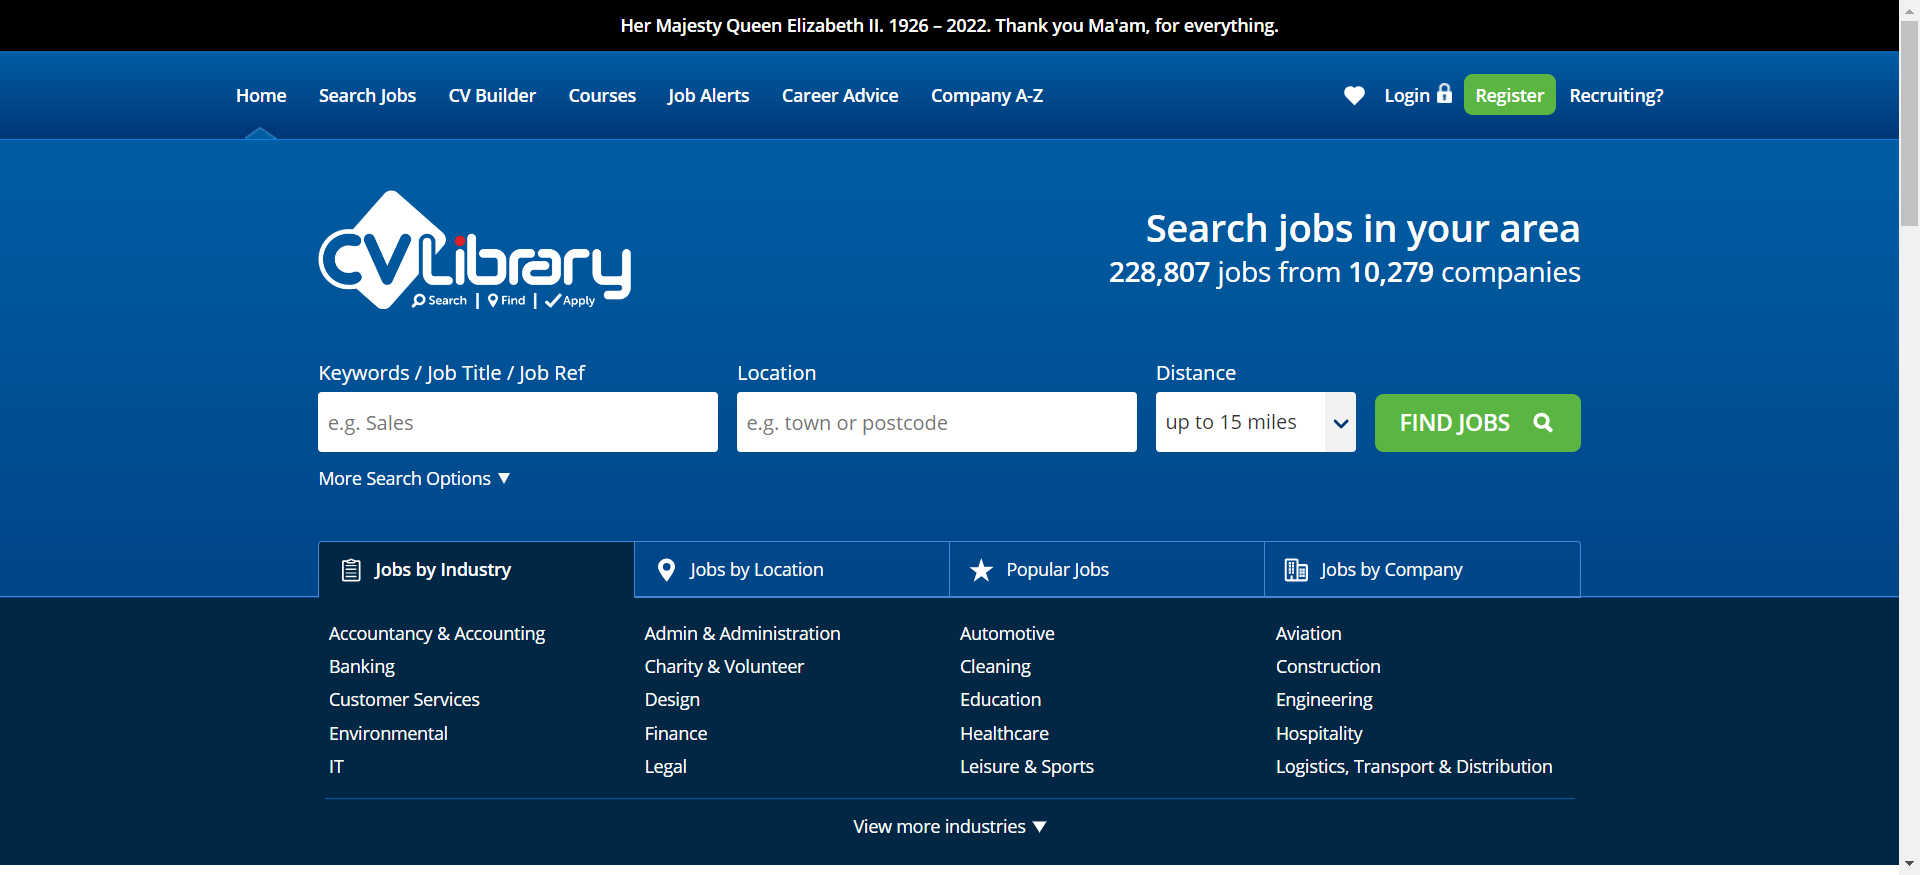 Her Majesty Queen Elizabeth II. 1926 – 2022. Thank you Ma'am, for everything.
Home Search Jobs CV Builder Courses Job Alerts Career Advice Company A-Z Login Register Recruiting?
CVLibrary
Search | Find | Apply
Search jobs in your area
228,807 jobs from 10,279 companies
Keywords / Job Title / Job Ref Location Distance
e.g. Sales e.g. town or postcode up to 15 miles FIND JOBS
More Search Options
Jobs by Industry Jobs by Location Popular Jobs Jobs by Company
Accountancy & Accounting Admin & Administration Automotive Aviation
Banking Charity & Volunteer Cleaning Construction
Customer Services Design Education Engineering
Environmental Finance Healthcare Hospitality
IT Legal Leisure & Sports Logistics, Transport & Distribution
View more industries